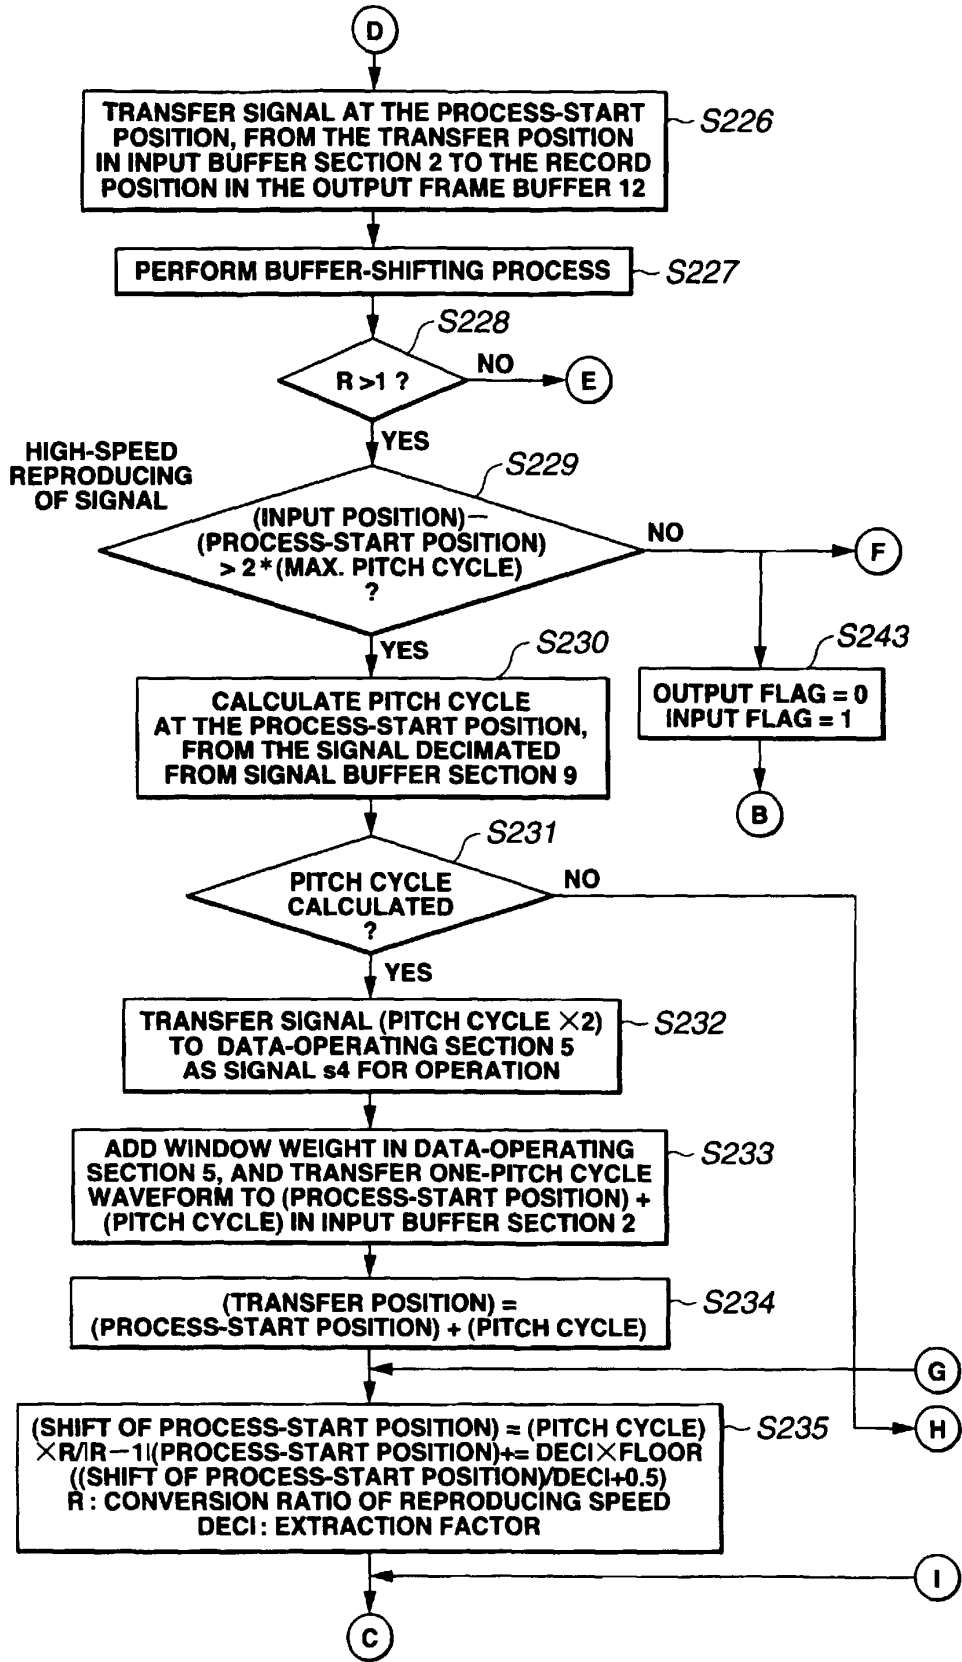 D
TRANSFER SIGNAL AT THE PROCESS-START
POSITION, FROM THE TRANSFER POSITION
IN INPUT BUFFER SECTION 2 TO THE RECORD
POSITION IN THE OUTPUT FRAME BUFFER 12
S226
PERFORM BUFFER-SHIFTING PROCESS
S227
S228
R >1 ?
NO
E
YES
HIGH-SPEED
REPRODUCING
OF SIGNAL
S229
(INPUT POSITION)—
(PROCESS-START POSITION)
> 2*(MAX. PITCH CYCLE)
?
NO
F
YES
S230
S243
CALCULATE PITCH CYCLE
AT THE PROCESS-START POSITION,
FROM THE SIGNAL DECIMATED
FROM SIGNAL BUFFER SECTION 9
OUTPUT FLAG = 0
INPUT FLAG = 1
B
S231
PITCH CYCLE
CALCULATED
?
NO
YES
TRANSFER SIGNAL (PITCH CYCLE ×2)
TO DATA-OPERATING SECTION 5
AS SIGNAL s4 FOR OPERATION
S232
ADD WINDOW WEIGHT IN DATA-OPERATING
SECTION 5, AND TRANSFER ONE-PITCH CYCLE
WAVEFORM TO (PROCESS-START POSITION) +
(PITCH CYCLE) IN INPUT BUFFER SECTION 2
S233
(TRANSFER POSITION) =
(PROCESS-START POSITION) + (PITCH CYCLE)
S234
G
(SHIFT OF PROCESS-START POSITION) = (PITCH CYCLE)
×R/|R−1|(PROCESS-START POSITION)+= DECI×FLOOR
((SHIFT OF PROCESS-START POSITION)/DECI+0.5)
R : CONVERSION RATIO OF REPRODUCING SPEED
DECI : EXTRACTION FACTOR
S235
H
I
C